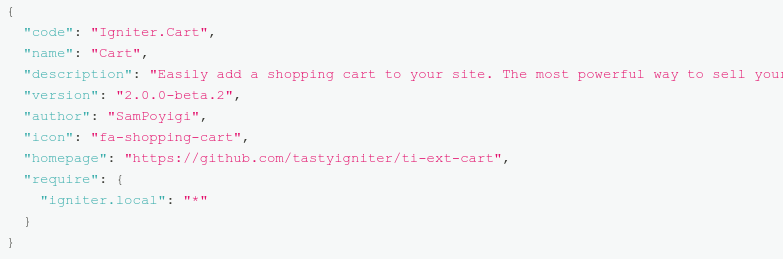 {
  "code": "Igniter.Cart",
  "name": "Cart",
  "description": "Easily add a shopping cart to your site. The most powerful way to sell your
  "version": "2.0.0-beta.2",
  "author": "SamPoyigi",
  "icon": "fa-shopping-cart",
  "homepage": "https://github.com/tastyigniter/ti-ext-cart",
  "require": {
    "igniter.local": "*"
  }
}